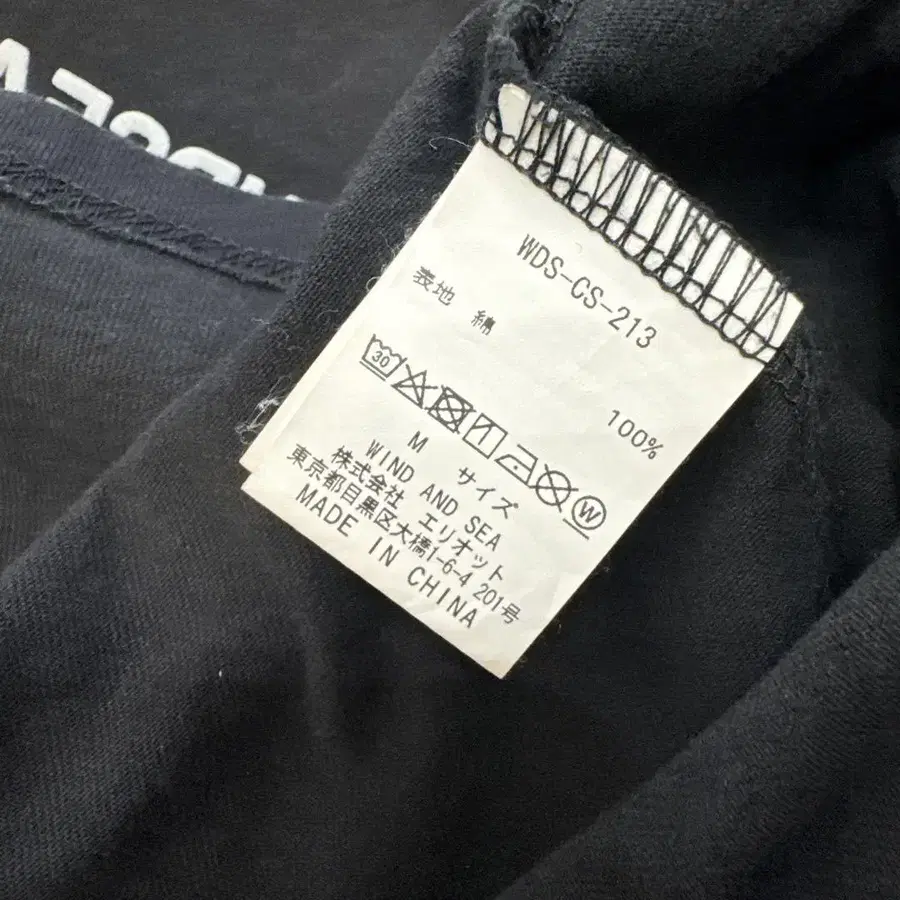 WDS-CS-213
表地 綿 100%
30
W
M サイズ
WIND AND SEA
株式会社 エリオット
東京都目黒区大橋1-6-4 201号
MADE IN CHINA